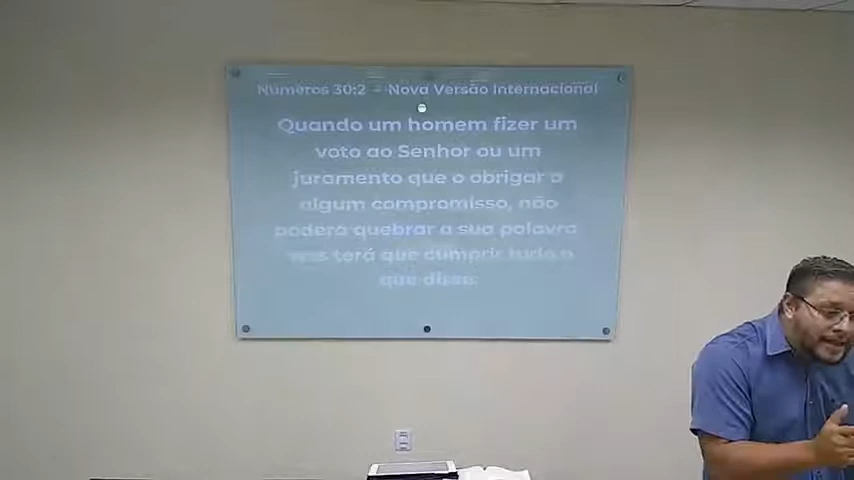 Números 30:2 - Nova Versão Internacional
Quando um homem fizer um
voto ao Senhor ou um
juramento que o obrigar a
algum compromisso, não
poderá quebrar a sua palavra
mas terá que cumprir tudo o
que disse.